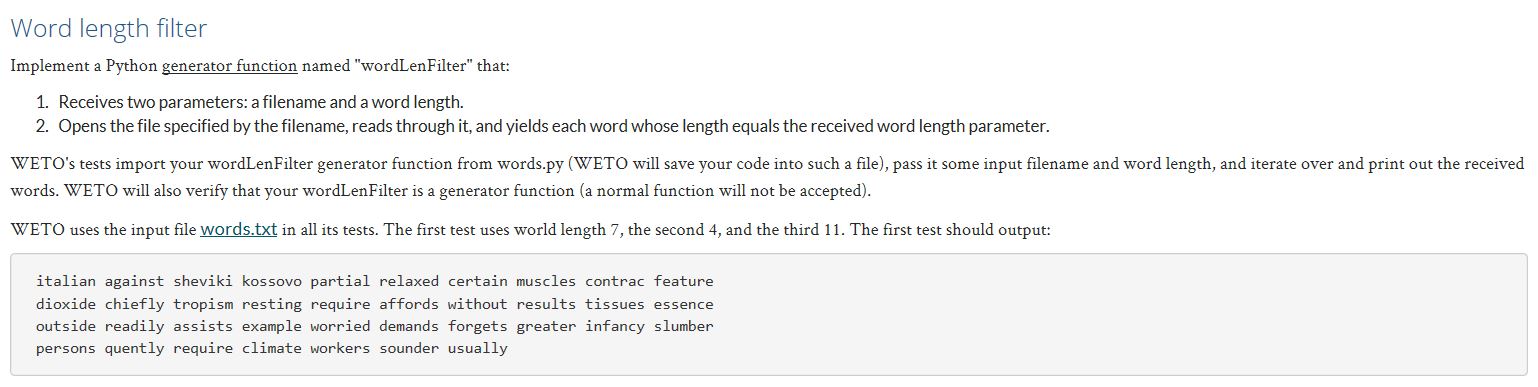 Word length filter
Implement a Python generator function named "wordLenFilter" that:
1. Receives two parameters: a filename and a word length.
2. Opens the file specified by the filename, reads through it, and yields each word whose length equals the received word length parameter.
WETO's tests import your wordLenFilter generator function from words.py (WETO will save your code into such a file), pass it some input filename and word length, and iterate over and print out the received
words. WETO will also verify that your wordLenFilter is a generator function (a normal function will not be accepted).
WETO uses the input file words.txt in all its tests. The first test uses world length 7, the second 4, and the third 11. The first test should output:
italian against sheviki kossovo partial relaxed certain muscles contrac feature
dioxide chiefly tropism resting require affords without results tissues essence
outside readily assists example worried demands forgets greater infancy slumber
persons quently require climate workers sounder usually